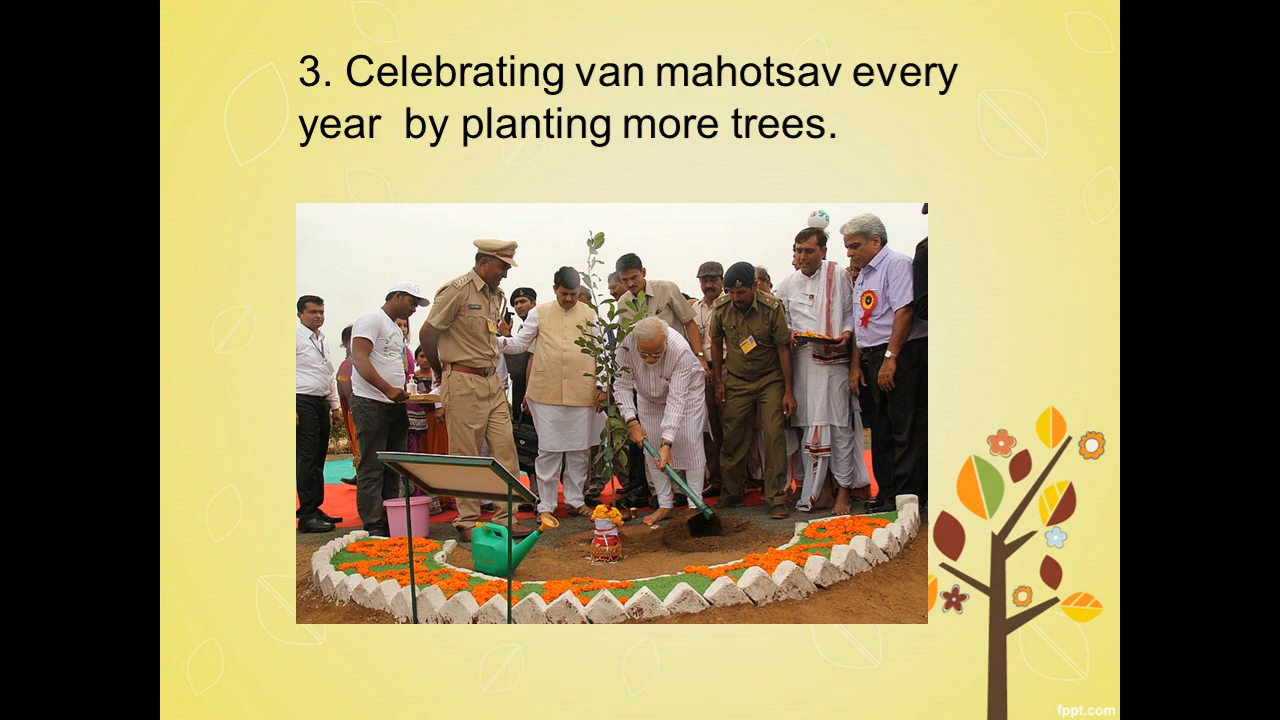 3. Celebrating van mahotsav every
year  by planting more trees.
fppt.com